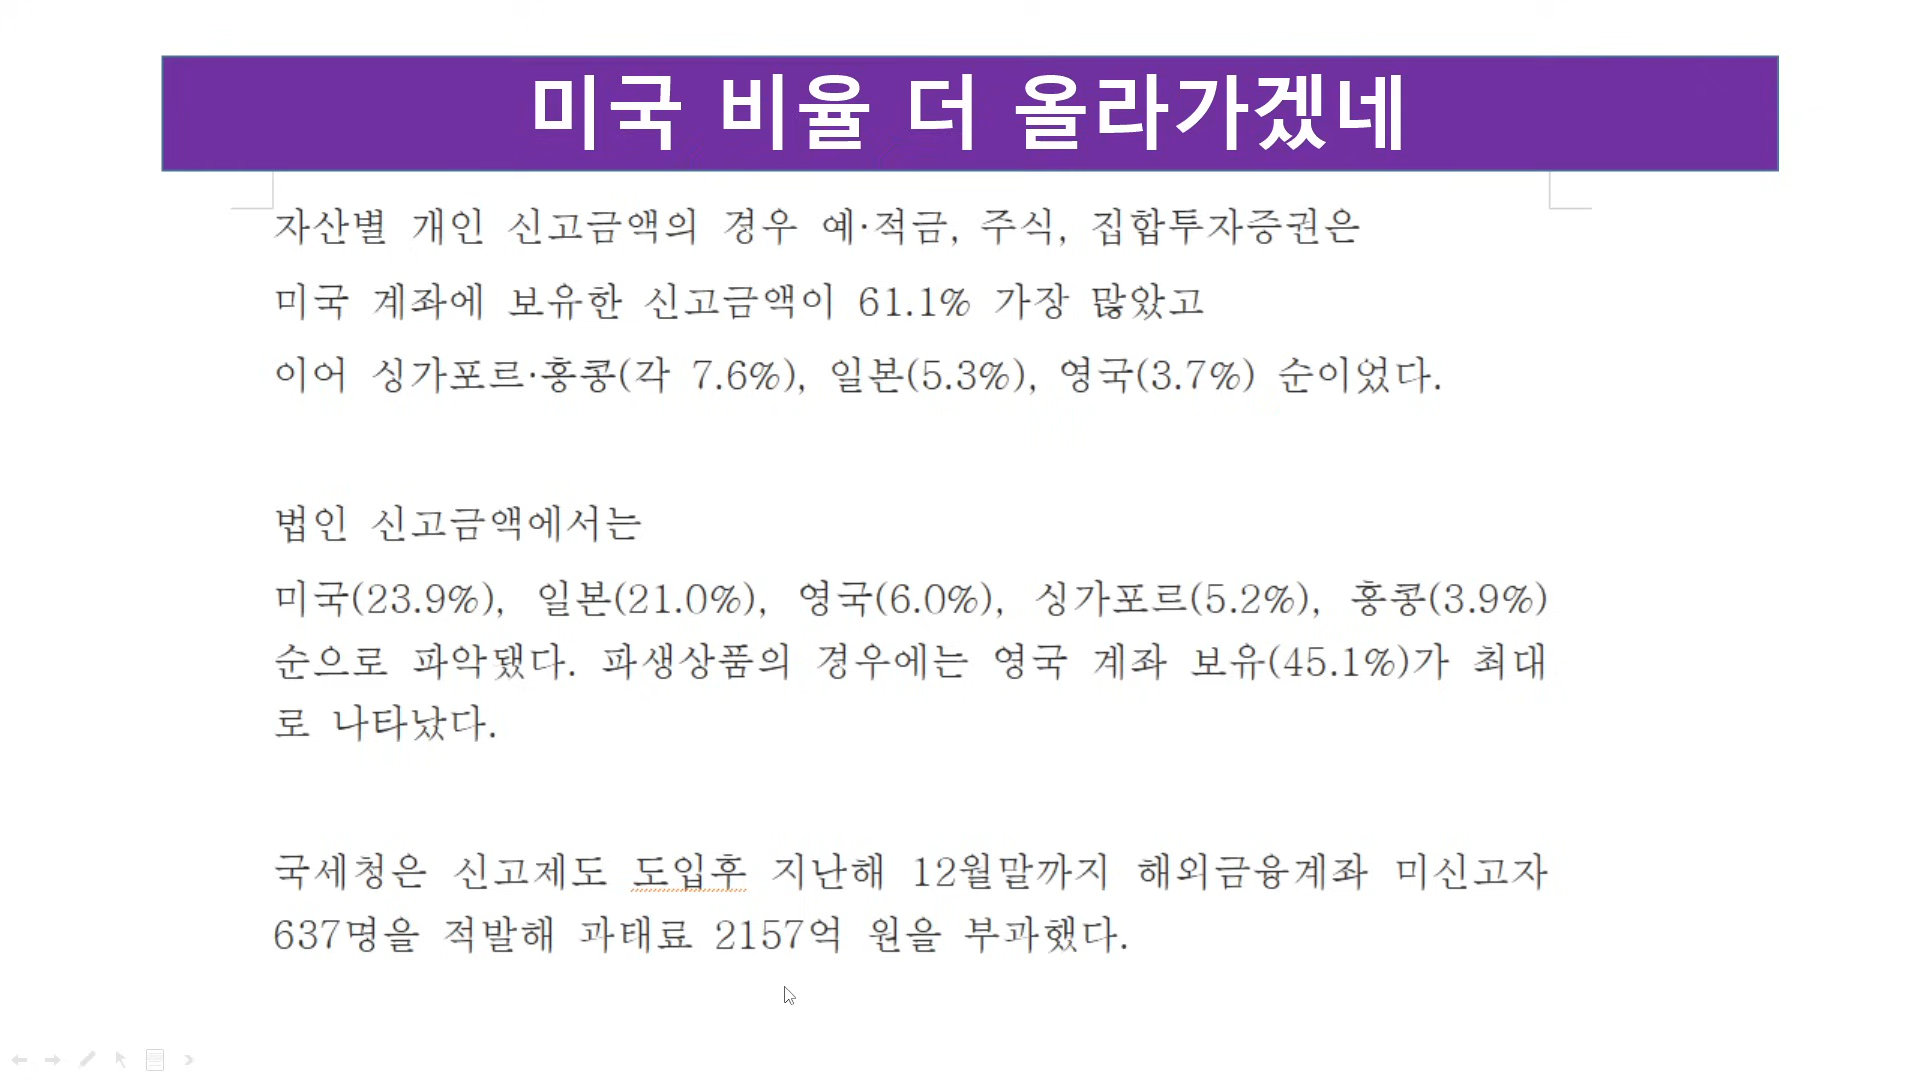 미국 비율 더 올라가겠네
자산별 개인 신고금액의 경우 예·적금, 주식, 집합투자증권은
미국 계좌에 보유한 신고금액이 61.1% 가장 많았고
이어 싱가포르·홍콩(각 7.6%), 일본(5.3%), 영국(3.7%) 순이었다.
법인 신고금액에서는
미국(23.9%), 일본(21.0%), 영국(6.0%), 싱가포르(5.2%), 홍콩(3.9%)
순으로 파악됐다. 파생상품의 경우에는 영국 계좌 보유(45.1%)가 최대
로 나타났다.
국세청은 신고제도 도입후 지난해 12월말까지 해외금융계좌 미신고자
637명을 적발해 과태료 2157억 원을 부과했다.